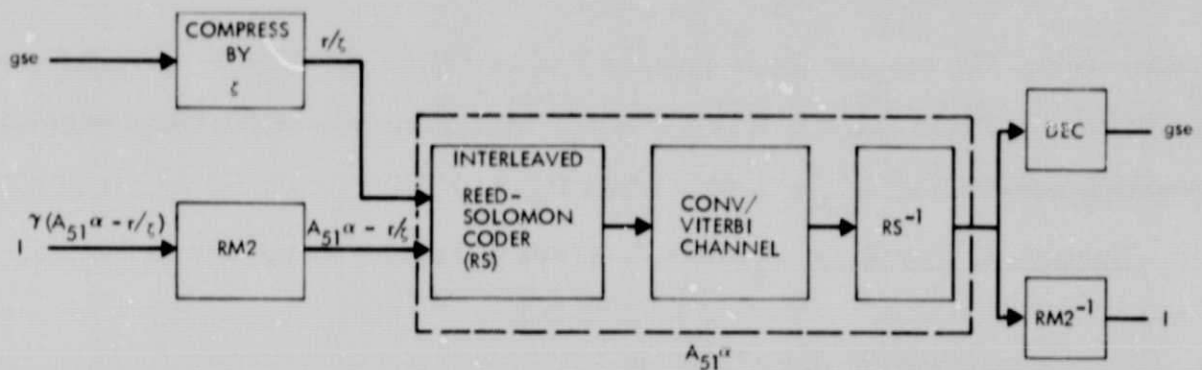 COMPRESS
BY
ζ
gse
r/ζ
γ(A₅₁α - r/ζ)
I
RM2
A₅₁α - r/ζ
INTERLEAVED
REED-
SOLOMON
CODER
(RS)
CONV/
VITERBI
CHANNEL
RS⁻¹
A₅₁α
DEC
gse
RM2⁻¹
I